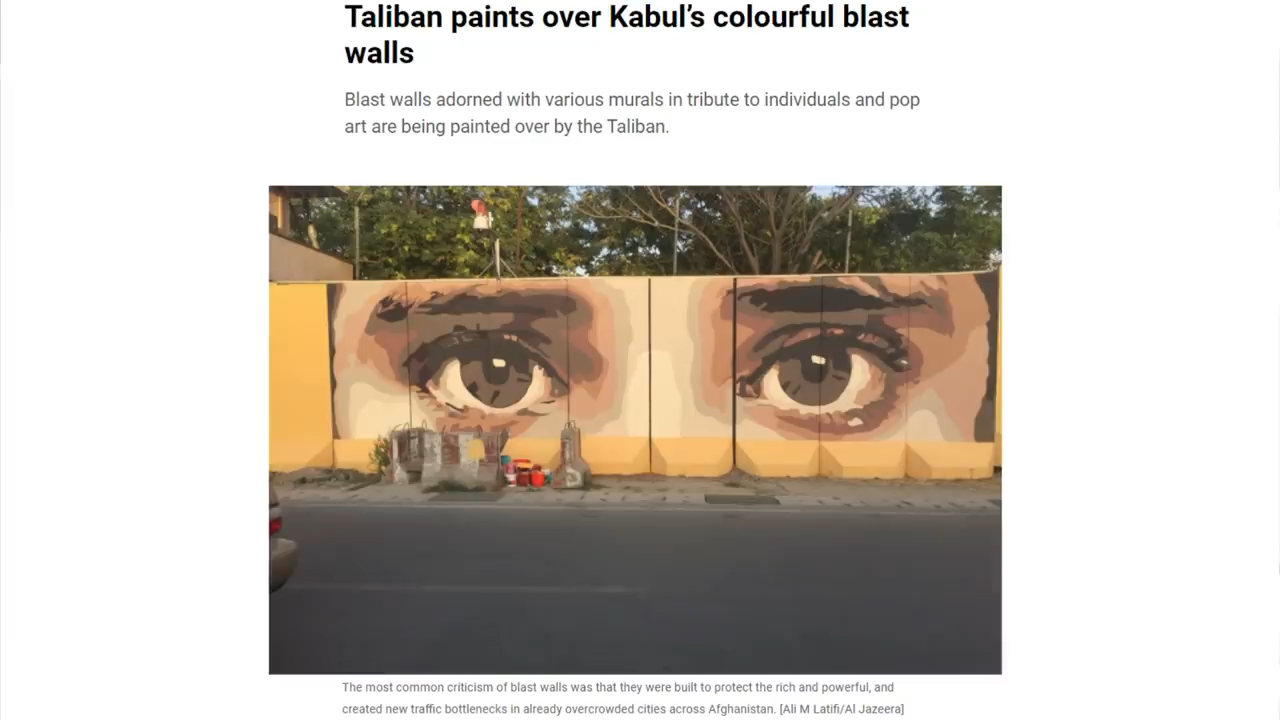 Taliban paints over Kabul’s colourful blast
walls
Blast walls adorned with various murals in tribute to individuals and pop
art are being painted over by the Taliban.
The most common criticism of blast walls was that they were built to protect the rich and powerful, and
created new traffic bottlenecks in already overcrowded cities across Afghanistan. [Ali M Latifi/Al Jazeera]